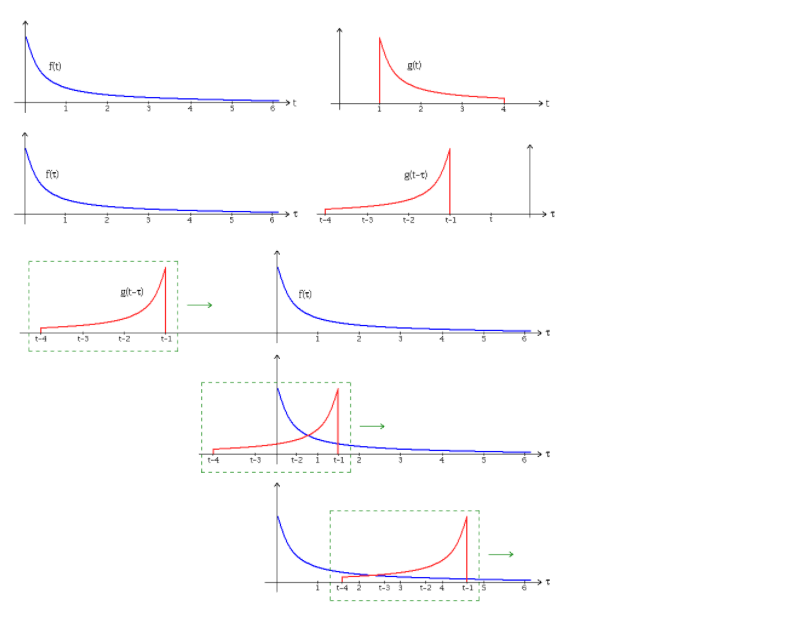 f(t)
g(t)
1 2 3 4 5 6 t
1 2 3 4 t
f(τ)
g(t-τ)
1 2 3 4 5 6 τ
t-4 t-3 t-2 t-1 t τ
g(t-τ)
f(τ)
t-4 t-3 t-2 t-1 1 2 3 4 5 6 τ
t-4 t-3 t-2 1 t-1 2 3 4 5 6 τ
1 t-4 2 t-3 3 t-2 4 t-1 5 6 τ